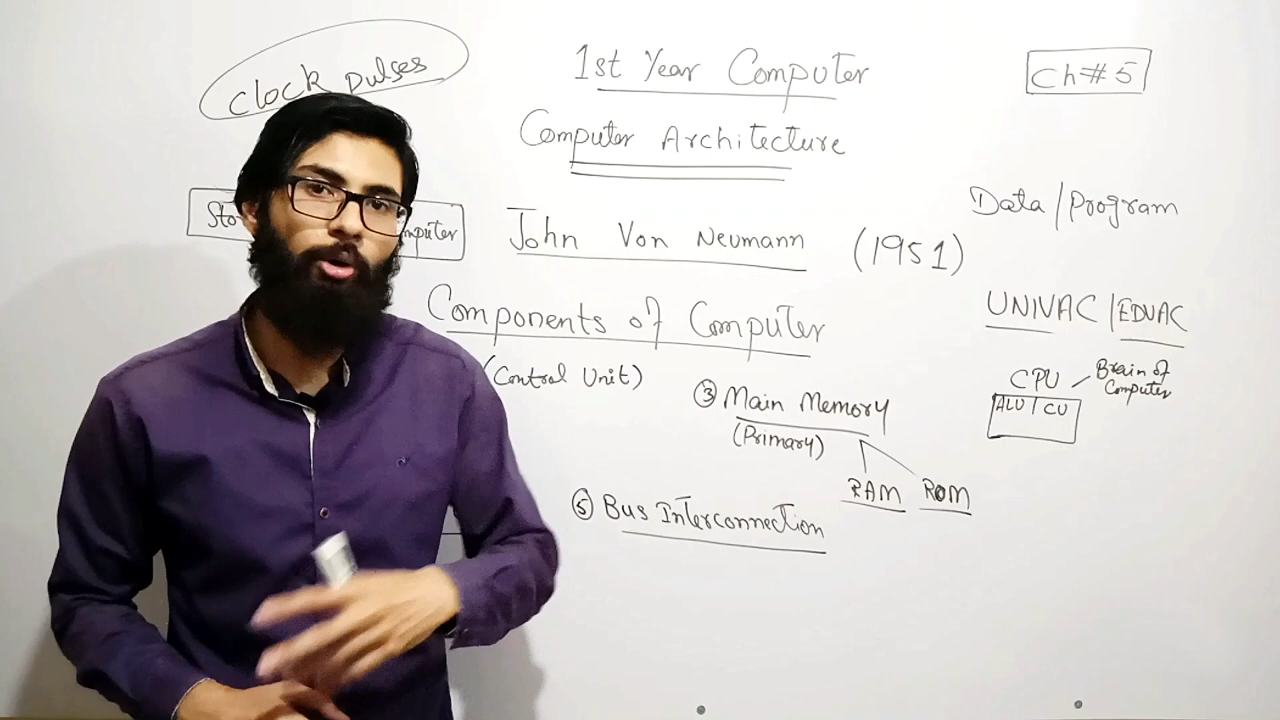 clock pulses
1st Year Computer
Ch # 5
Computer Architecture
Data / Program
John Von Neumann (1951)
Components of Computer
UNIVAC / EDVAC
(Control Unit)
CPU
Brain of
Computer
ALU / CU
③ Main Memory
(Primary)
RAM ROM
⑤ Bus Interconnection